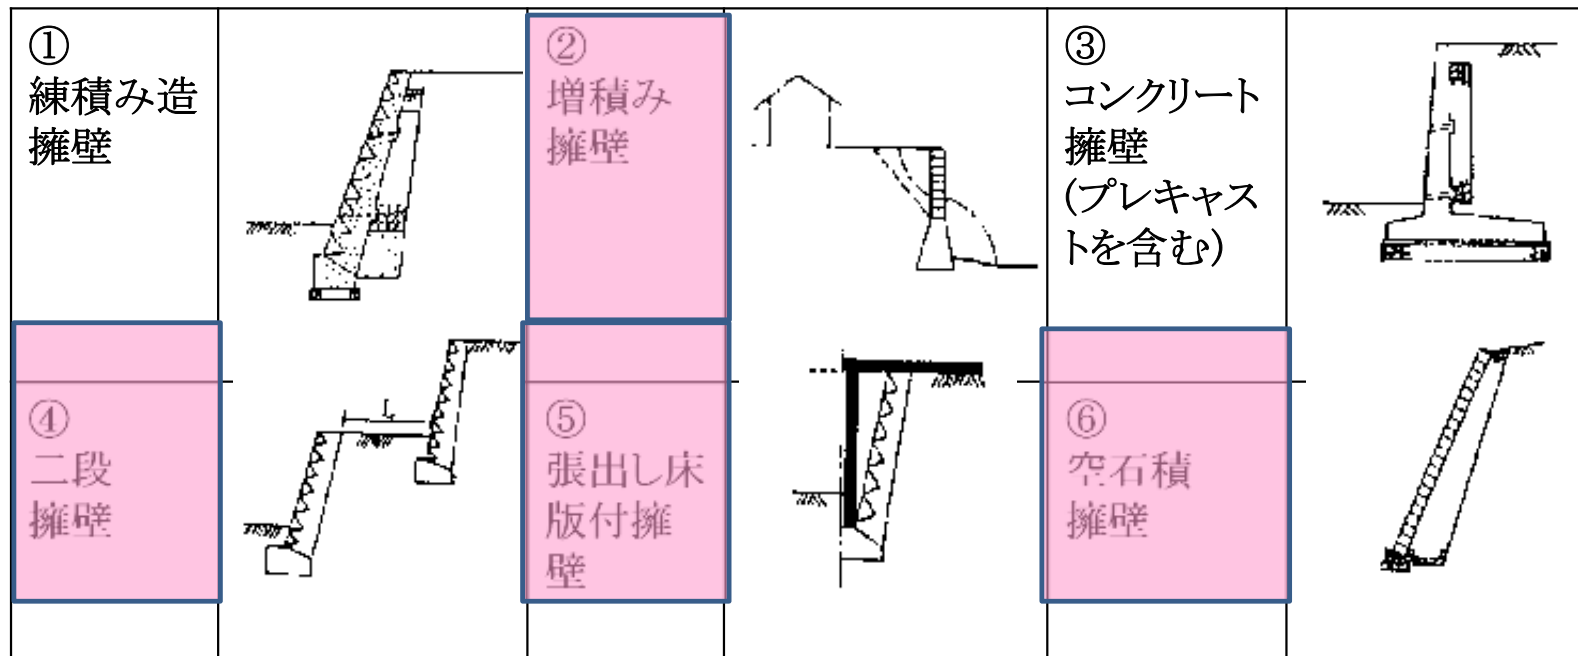 ①
練積み造
擁壁
②
増積み
擁壁
③
コンクリート
擁壁
(プレキャス
トを含む)
④
二段
擁壁
L
⑤
張出し床
版付擁
壁
⑥
空石積
擁壁